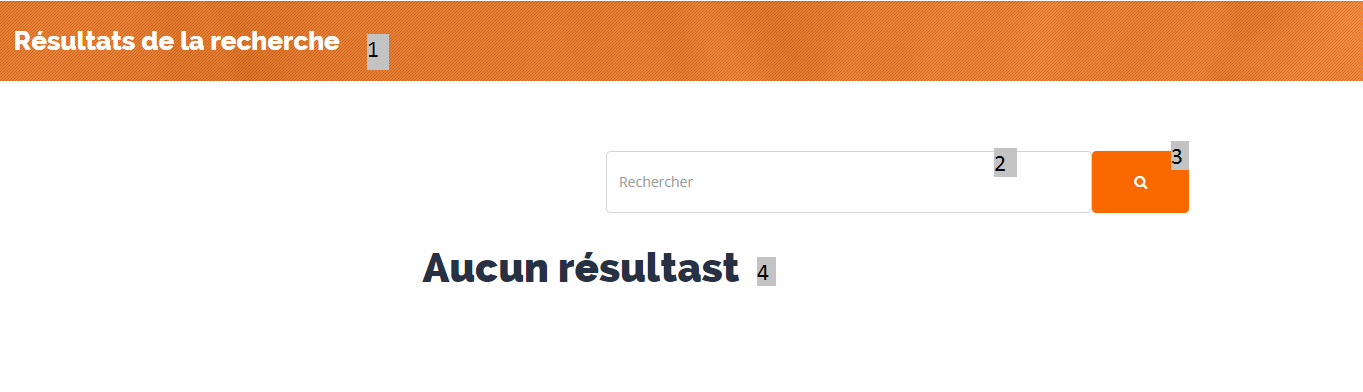 Résultats de la recherche 1
2
3
Rechercher
Aucun résultast 4